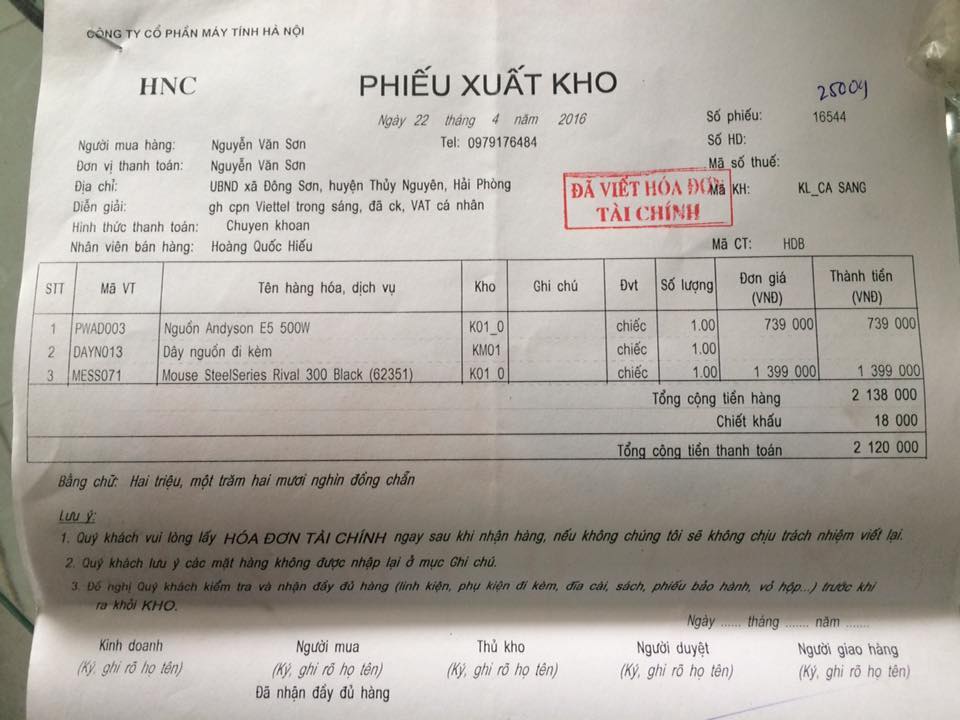 CÔNG TY CỔ PHẦN MÁY TÍNH HÀ NỘI
HNC
PHIẾU XUẤT KHO
Ngày 22 tháng 4 năm 2016
25004
Số phiếu: 16544
Người mua hàng: Nguyễn Văn Sơn Tel: 0979176484
Số HD:
Đơn vị thanh toán: Nguyễn Văn Sơn
Mã số thuế:
Địa chỉ: UBND xã Đông Sơn, huyện Thủy Nguyên, Hải Phòng
Mã KH: KL_CA SANG
ĐÃ VIẾT HÓA ĐƠN
TÀI CHÍNH
Diễn giải: gh cpn Viettel trong sáng, đã ck, VAT cá nhân
Hình thức thanh toán: Chuyen khoan
Nhân viên bán hàng: Hoàng Quốc Hiếu
Mã CT: HDB
STT Mã VT Tên hàng hóa, dịch vụ Kho Ghi chú Đvt Số lượng Đơn giá (VNĐ) Thành tiền (VNĐ)
1 PWAD003 Nguồn Andyson E5 500W K01_0 chiếc 1.00 739 000 739 000
2 DAYN013 Dây nguồn đi kèm KM01 chiếc 1.00
3 MESS071 Mouse SteelSeries Rival 300 Black (62351) K01_0 chiếc 1.00 1 399 000 1 399 000
Tổng cộng tiền hàng 2 138 000
Chiết khấu 18 000
Tổng cộng tiền thanh toán 2 120 000
Bằng chữ: Hai triệu, một trăm hai mươi nghìn đồng chẵn
Lưu ý:
1. Quý khách vui lòng lấy HÓA ĐƠN TÀI CHÍNH ngay sau khi nhận hàng, nếu không chúng tôi sẽ không chịu trách nhiệm viết lại.
2. Quý khách lưu ý các mặt hàng không được nhập lại ở mục Ghi chú.
3. Đề nghị Quý khách kiểm tra và nhận đầy đủ hàng (linh kiện, phụ kiện đi kèm, đĩa cài, sách, phiếu bảo hành, vỏ hộp...) trước khi
ra khỏi KHO.
Ngày ...... tháng ....... năm .......
Kinh doanh Người mua Thủ kho Người duyệt Người giao hàng
(Ký, ghi rõ họ tên) (Ký, ghi rõ họ tên) (Ký, ghi rõ họ tên) (Ký, ghi rõ họ tên) (Ký, ghi rõ họ tên)
Đã nhận đầy đủ hàng